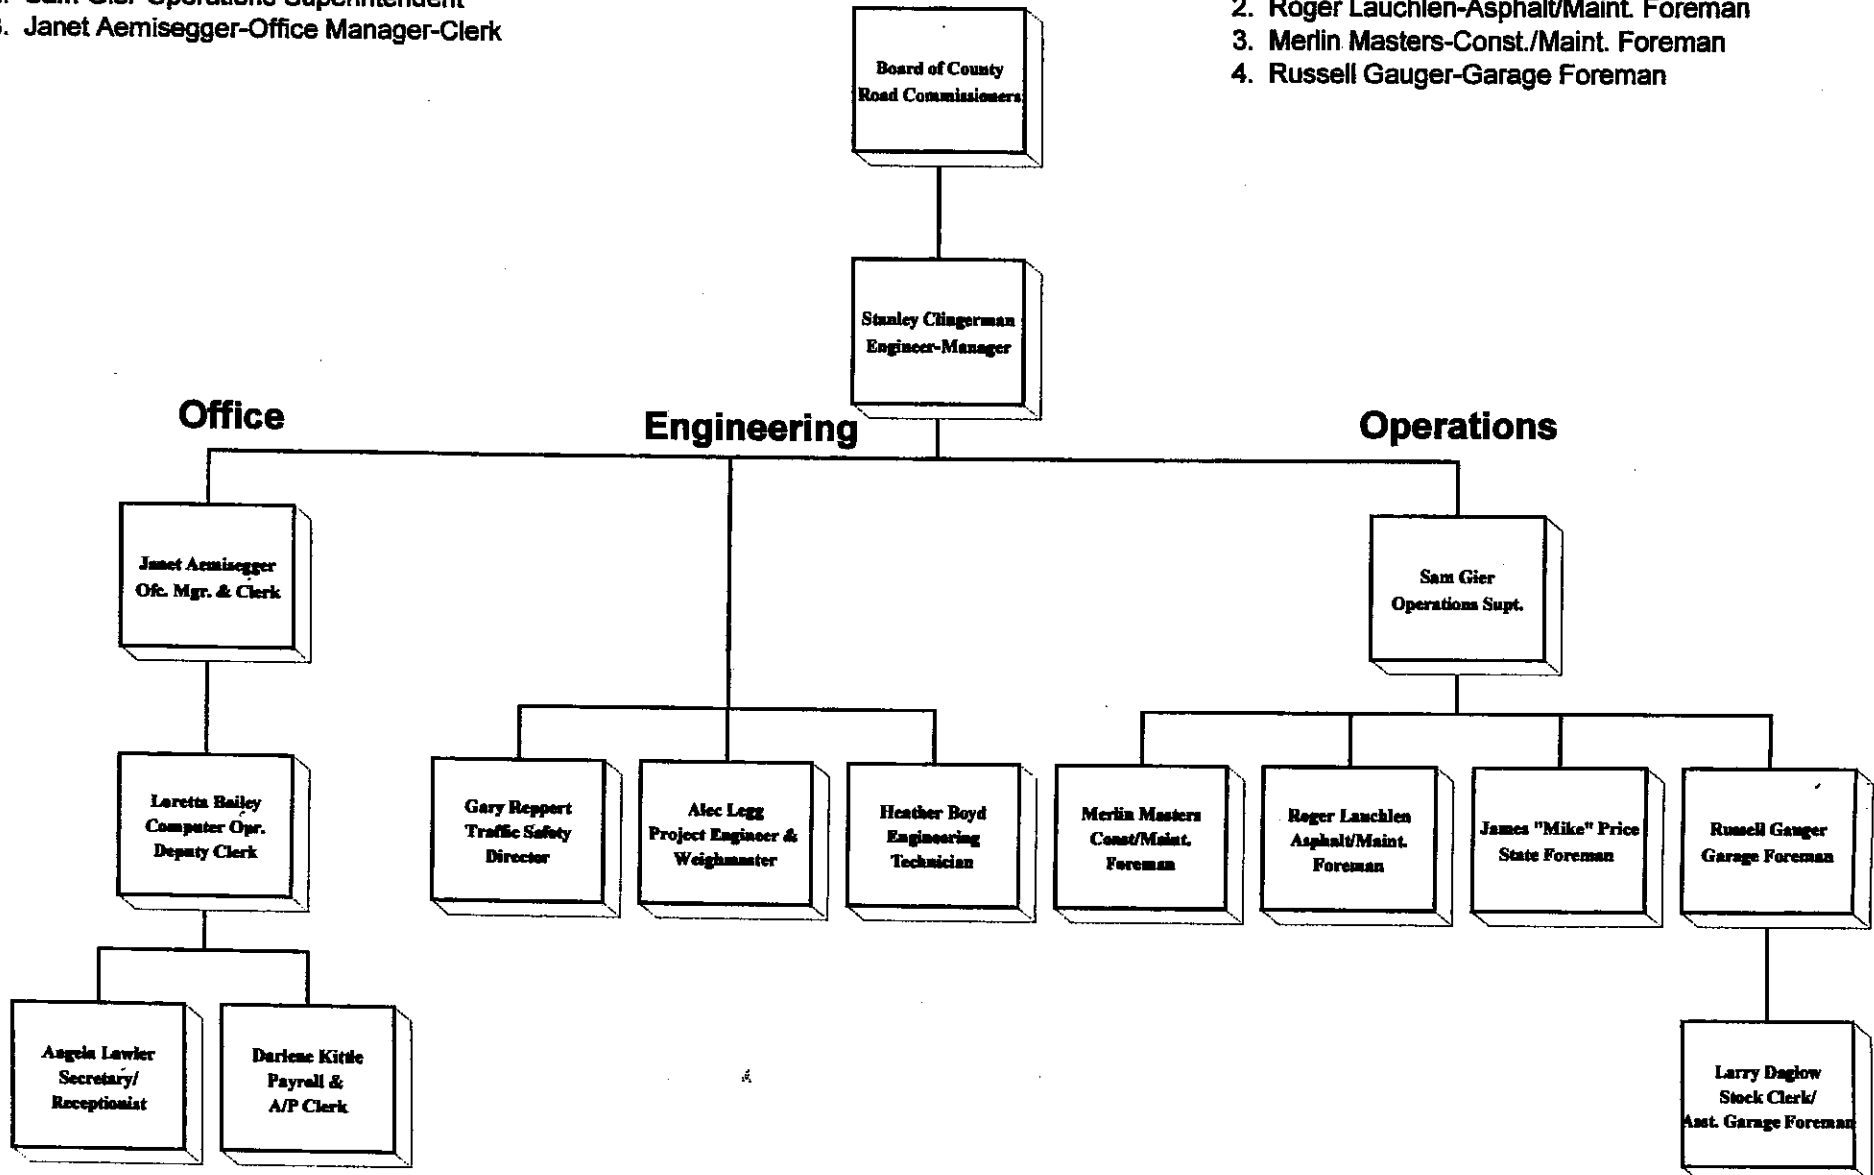 Sam Gier-Operations Superintendent
3. Janet Aemisegger-Office Manager-Clerk
2. Roger Lauchlen-Asphalt/Maint. Foreman
3. Merlin Masters-Const./Maint. Foreman
4. Russell Gauger-Garage Foreman
Board of County
Road Commissioners
Stanley Clingerman
Engineer-Manager
Office
Engineering
Operations
Janet Aemisegger
Ofc. Mgr. & Clerk
Sam Gier
Operations Supt.
Loretta Bailey
Computer Opr.
Deputy Clerk
Gary Reppert
Traffic Safety
Director
Alec Legg
Project Engineer &
Weighmaster
Heather Boyd
Engineering
Technician
Merlin Masters
Const/Maint.
Foreman
Roger Lauchlen
Asphalt/Maint.
Foreman
James "Mike" Price
State Foreman
Russell Gauger
Garage Foreman
Angela Lawler
Secretary/
Receptionist
Darlene Kittle
Payroll &
A/P Clerk
Larry Daglow
Stock Clerk/
Asst. Garage Foreman